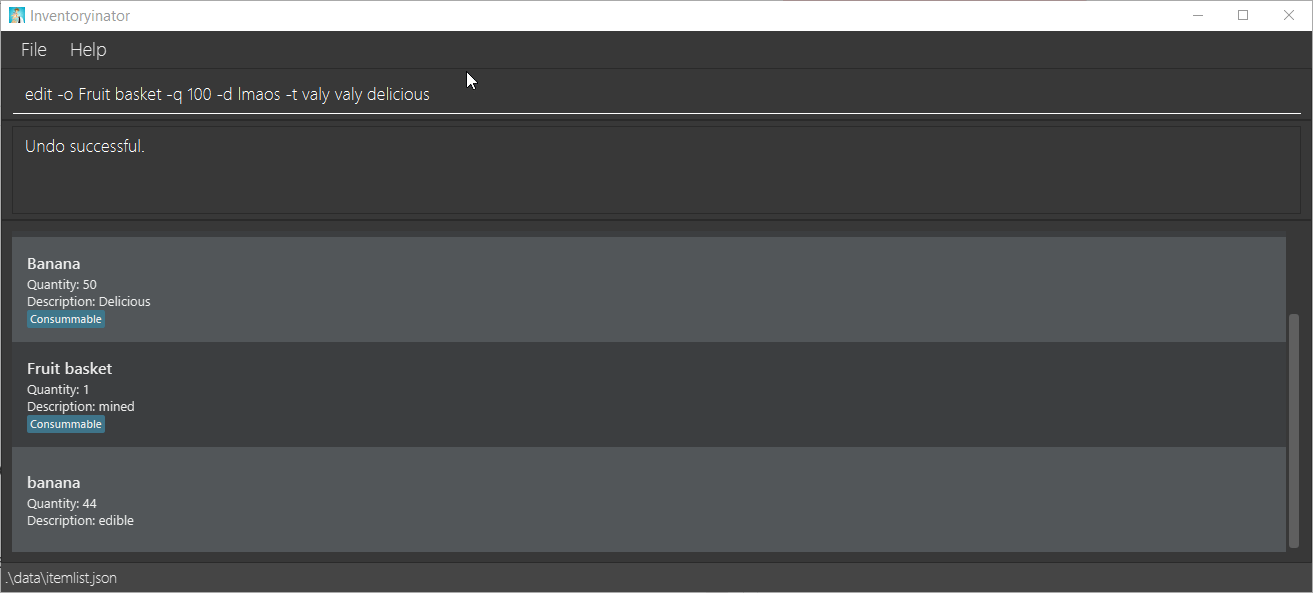 Inventoryinator
File Help
edit -o Fruit basket -q 100 -d lmaos -t valy valy delicious
Undo successful.
Banana
Quantity: 50
Description: Delicious
Consummable
Fruit basket
Quantity: 1
Description: mined
Consummable
banana
Quantity: 44
Description: edible
.\data\itemlist.json